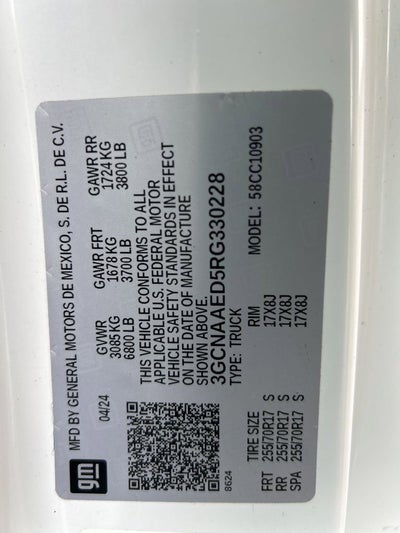 MFD BY GENERAL MOTORS DE MEXICO, S. DE R.L. DE C.V.
04/24 GVWR GAWR FRT GAWR RR
3085 KG 1678 KG 1724 KG
6800 LB 3700 LB 3800 LB
THIS VEHICLE CONFORMS TO ALL
APPLICABLE U.S. FEDERAL MOTOR
VEHICLE SAFETY STANDARDS IN EFFECT
ON THE DATE OF MANUFACTURE
SHOWN ABOVE.
3GCNAAED5RG330228
TYPE: TRUCK MODEL: 58CC10903
8624
TIRE SIZE RIM
FRT 255/70R17 S 17X8J
RR 255/70R17 S 17X8J
SPA 255/70R17 S 17X8J
gm